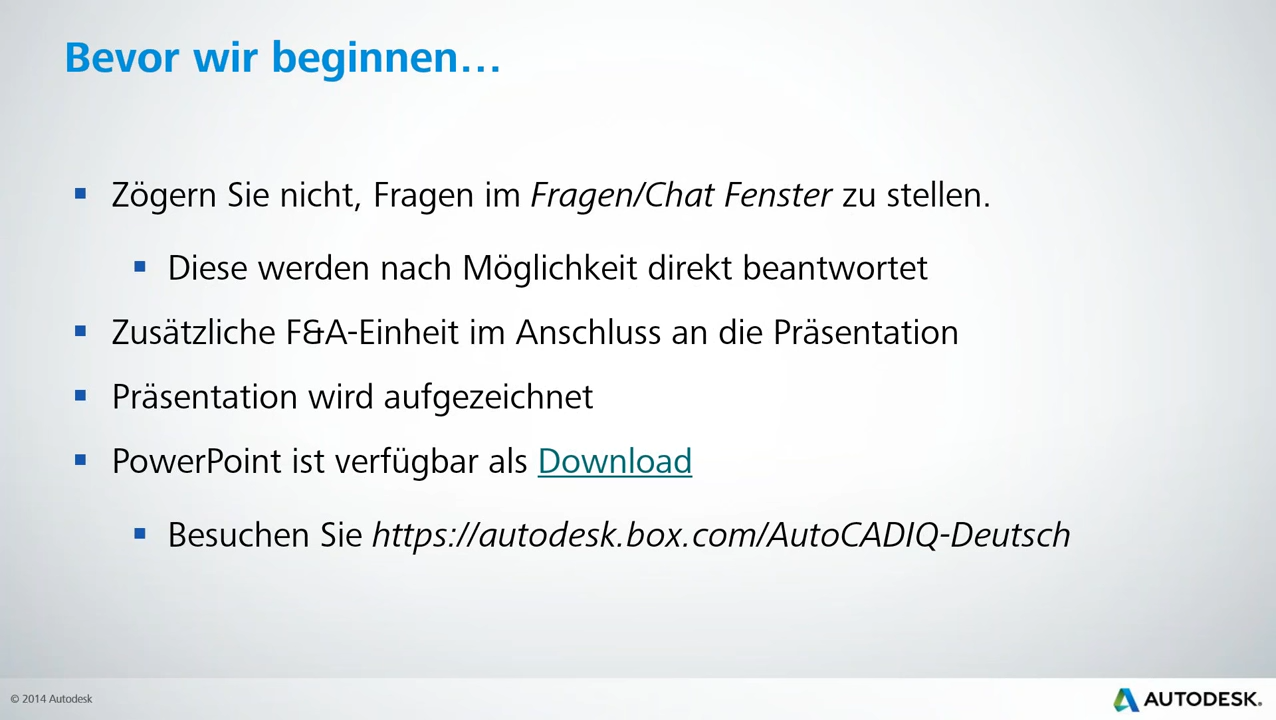 Bevor wir beginnen…
Zögern Sie nicht, Fragen im Fragen/Chat Fenster zu stellen.
Diese werden nach Möglichkeit direkt beantwortet
Zusätzliche F&A-Einheit im Anschluss an die Präsentation
Präsentation wird aufgezeichnet
PowerPoint ist verfügbar als Download
Besuchen Sie https://autodesk.box.com/AutoCADIQ-Deutsch
© 2014 Autodesk
AUTODESK.